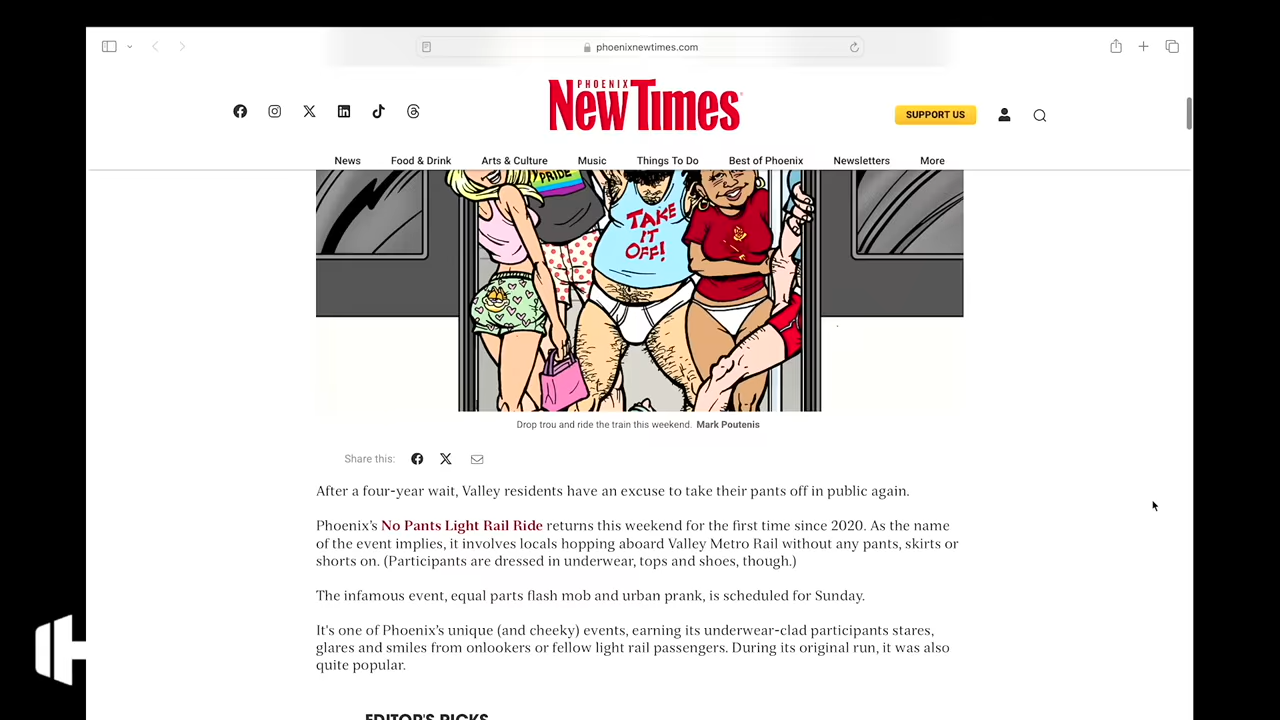 phoenixnewtimes.com
PHOENIX
New Times
SUPPORT US
News Food & Drink Arts & Culture Music Things To Do Best of Phoenix Newsletters More
PRIDE
TAKE
IT
OFF!
Drop trou and ride the train this weekend. Mark Poutenis
Share this:
After a four-year wait, Valley residents have an excuse to take their pants off in public again.
Phoenix's No Pants Light Rail Ride returns this weekend for the first time since 2020. As the name
of the event implies, it involves locals hopping aboard Valley Metro Rail without any pants, skirts or
shorts on. (Participants are dressed in underwear, tops and shoes, though.)
The infamous event, equal parts flash mob and urban prank, is scheduled for Sunday.
It's one of Phoenix's unique (and cheeky) events, earning its underwear-clad participants stares,
glares and smiles from onlookers or fellow light rail passengers. During its original run, it was also
quite popular.
EDITOR'S PICKS